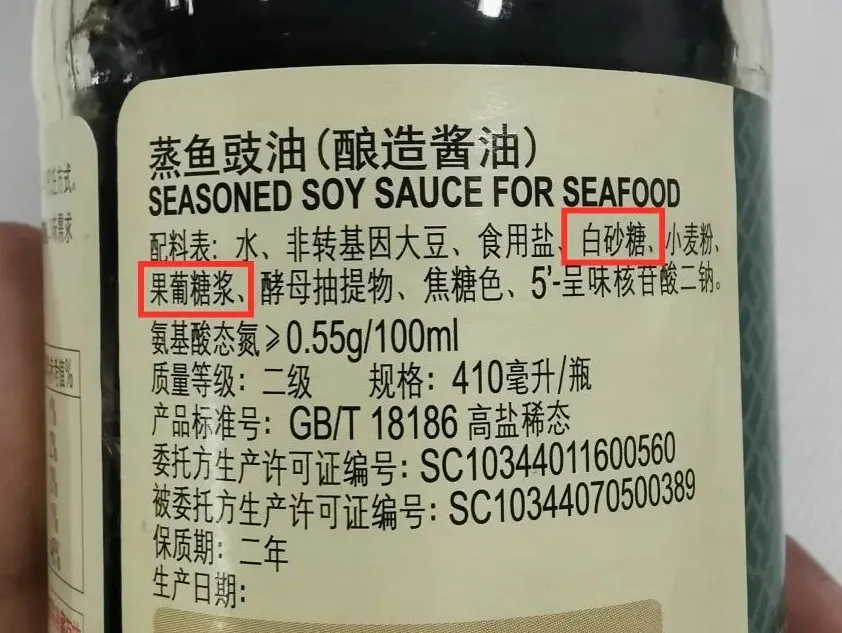 蒸鱼豉油(酿造酱油)
SEASONED SOY SAUCE FOR SEAFOOD
配料表：水、非转基因大豆、食用盐、白砂糖、小麦粉、
果葡糖浆、酵母抽提物、焦糖色、5’-呈味核苷酸二钠。
氨基酸态氮≥0.55g/100ml
质量等级：二级 规格：410毫升/瓶
产品标准号：GB/T 18186 高盐稀态
委托方生产许可证编号：SC10344011600560
被委托方生产许可证编号：SC10344070500389
保质期：二年
生产日期：
方式。
需求
考值%